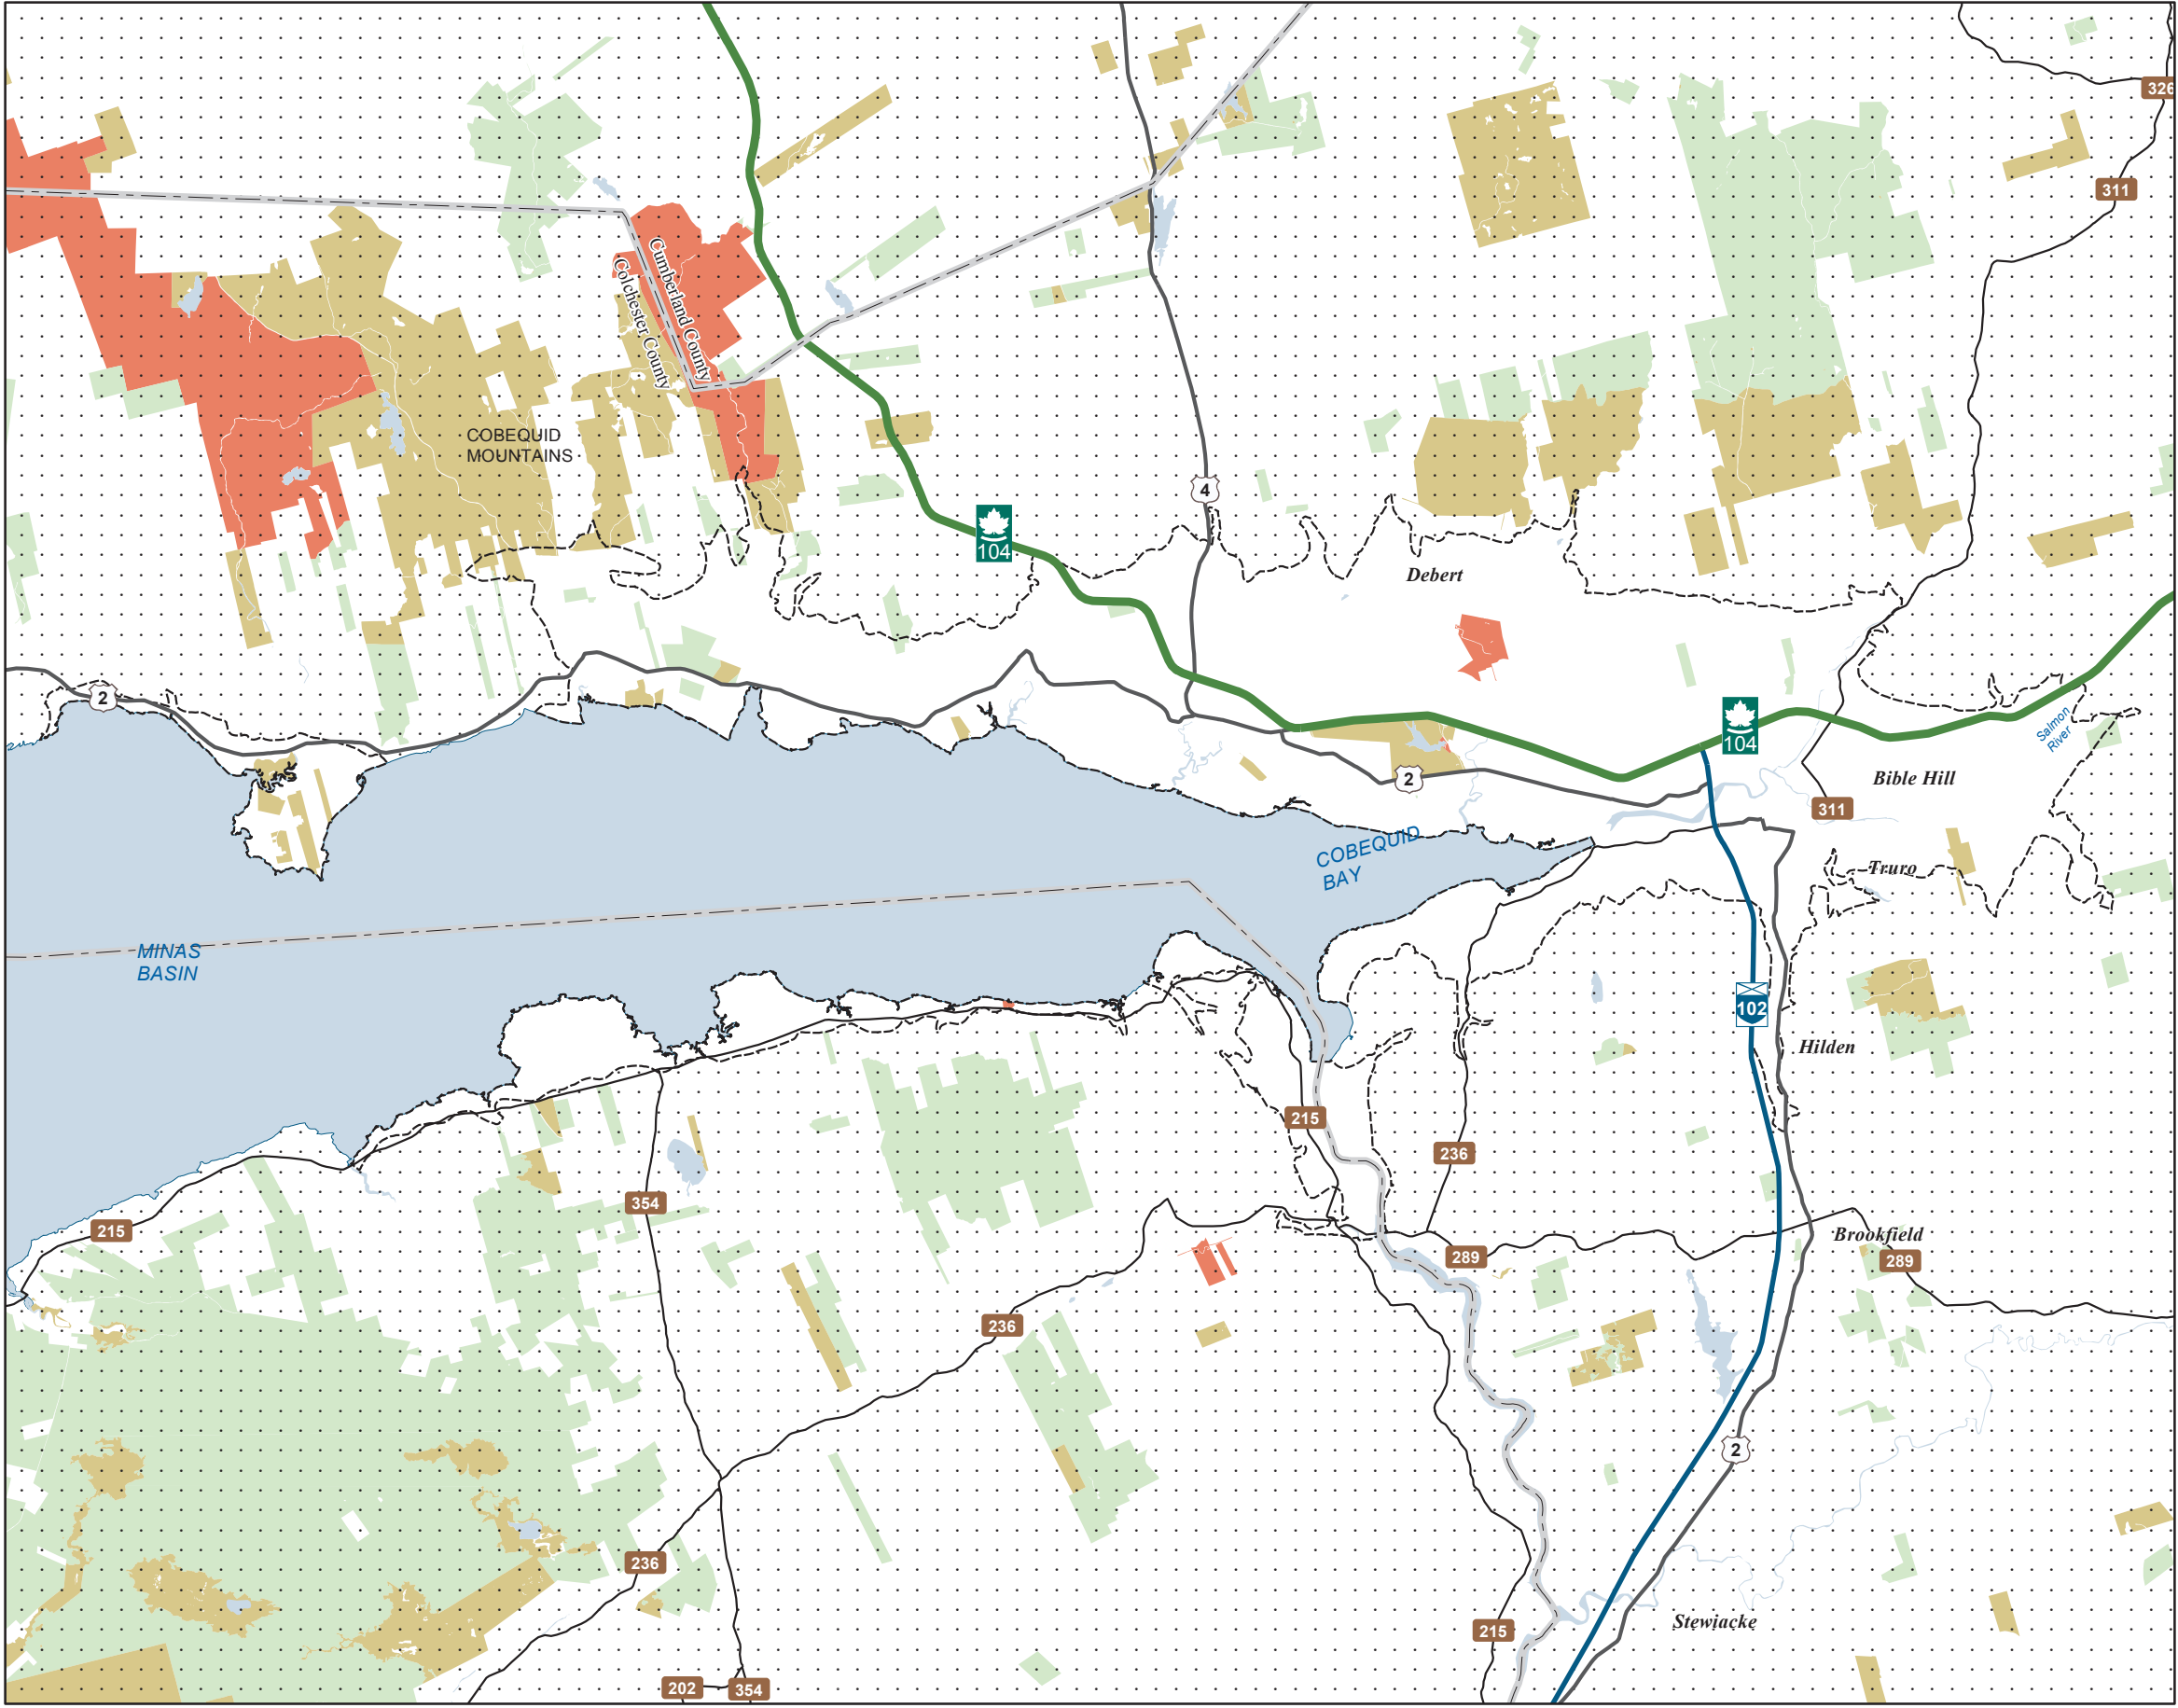 326
311
Cumberland County
Colchester County
COBEQUID
MOUNTAINS
4
104
Debert
2
104
Salmon
River
2
Bible Hill
311
COBEQUID
BAY
Truro
MINAS
BASIN
102
Hilden
215
236
354
215
Brookfield
289
289
236
2
236
Stewiacke
215
202
354